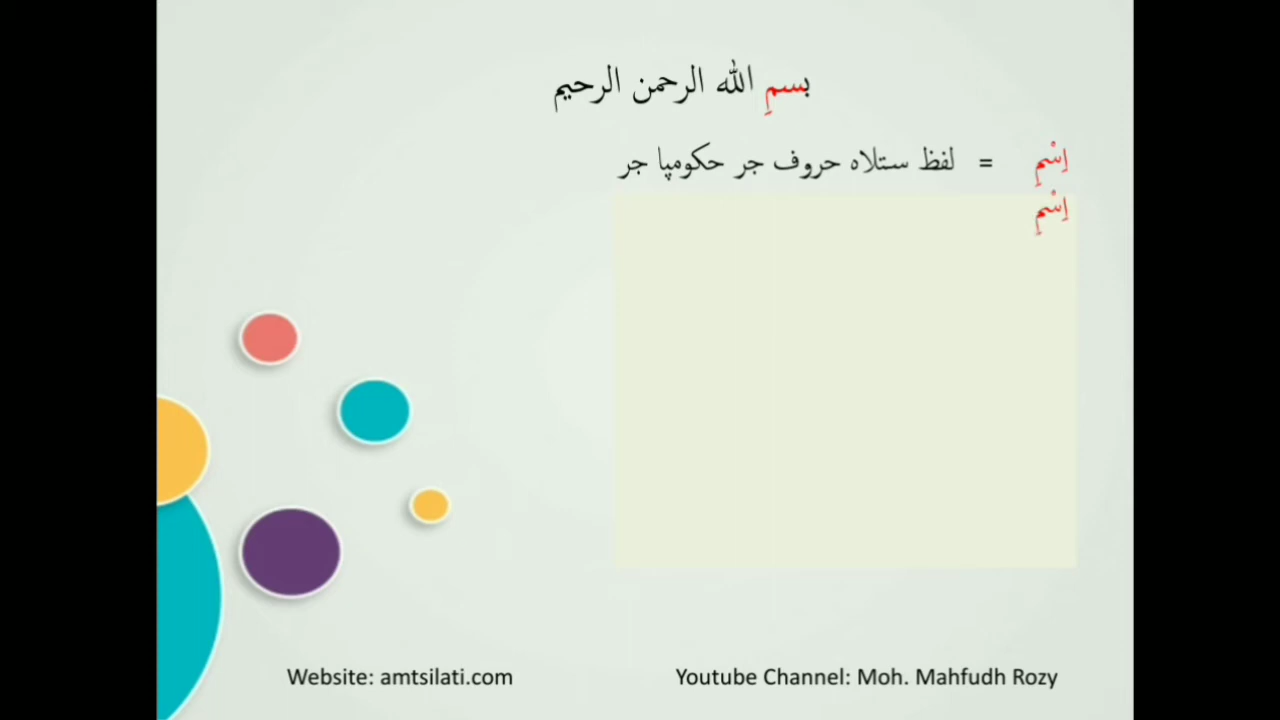 بسمِ الله الرحمن الرحيم
اِسْمِ = لفظ ستلاه حروف جر حكومپا جر
اِسْمِ
Website: amtsilati.com
Youtube Channel: Moh. Mahfudh Rozy